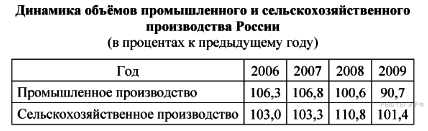 Динамика объёмов промышленного и сельскохозяйственного
производства России
(в процентах к предыдущему году)
Год 2006 2007 2008 2009
Промышленное производство 106,3 106,8 100,6 90,7
Сельскохозяйственное производство 103,0 103,3 110,8 101,4